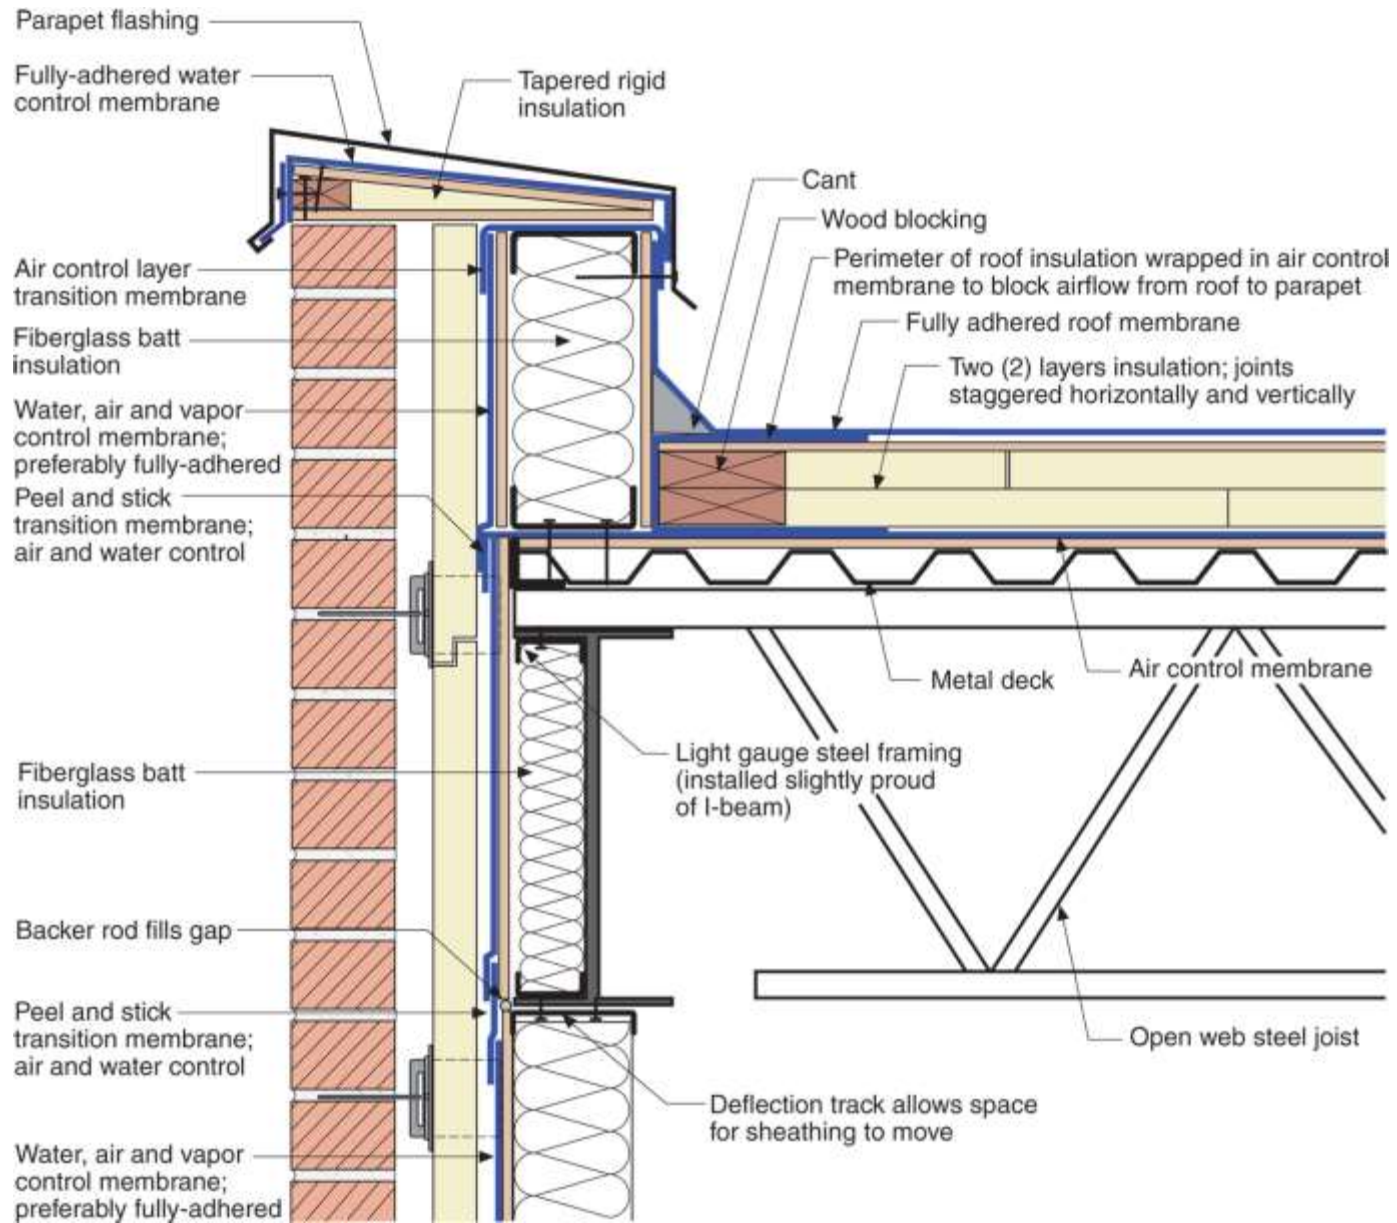 Parapet flashing
Fully-adhered water
control membrane
Tapered rigid
insulation
Cant
Wood blocking
Perimeter of roof insulation wrapped in air control
membrane to block airflow from roof to parapet
Fully adhered roof membrane
Two (2) layers insulation; joints
staggered horizontally and vertically
Air control layer
transition membrane
Fiberglass batt
insulation
Water, air and vapor
control membrane;
preferably fully-adhered
Peel and stick
transition membrane;
air and water control
Metal deck
Air control membrane
Light gauge steel framing
(installed slightly proud
of I-beam)
Fiberglass batt
insulation
Backer rod fills gap
Peel and stick
transition membrane;
air and water control
Open web steel joist
Deflection track allows space
for sheathing to move
Water, air and vapor
control membrane;
preferably fully-adhered